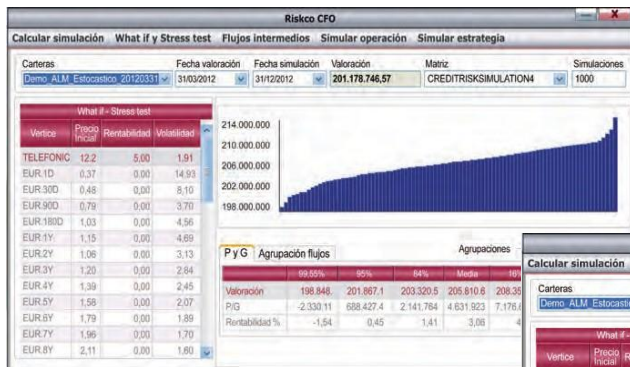 Riskco CFO
Calcular simulación What if y Stress test Flujos intermedios Simular operación Simular estrategia
Carteras Fecha valoración Fecha simulación Valoración Matriz Simulaciones
Demo_ALM_Estocastico_20120331 31/03/2012 31/12/2012 201.178.746,57 CREDITRISKSIMULATION4 1000
What if - Stress test
Vertice Precio Inicial Rentabilidad Volatilidad
TELEFONIC 12.2 5,00 1,91
EUR.1D 0,37 0,00 14,93
EUR.30D 0,48 0,00 8,10
EUR.90D 0,79 0,00 3,70
EUR.180D 1,03 0,00 4,56
EUR.1Y 1,15 0,00 4,69
EUR.2Y 1,06 0,00 3,13
EUR.3Y 1,20 0,00 2,84
EUR.4Y 1,39 0,00 2,45
EUR.5Y 1,58 0,00 2,07
EUR.6Y 1,79 0,00 1,89
EUR.7Y 1,96 0,00 1,70
EUR.8Y 2,11 0,00 1,60
214.000.000
210.000.000
206.000.000
202.000.000
198.000.000
P y G Agrupación flujos Agrupaciones
99.55% 95% 84% Media 16%
Valoración 198.848. 201.867.1 203.320.5 205.810.6 208.35
P/G -2.330.11 688.427.4 2.141.764 4.631.923 7.176.6
Rentabilidad % -1,54 0,45 1,41 3,06 4
Calcular simulación
Carteras
Demo_ALM_Estocastic
What if -
Vertice Precio Inicial R